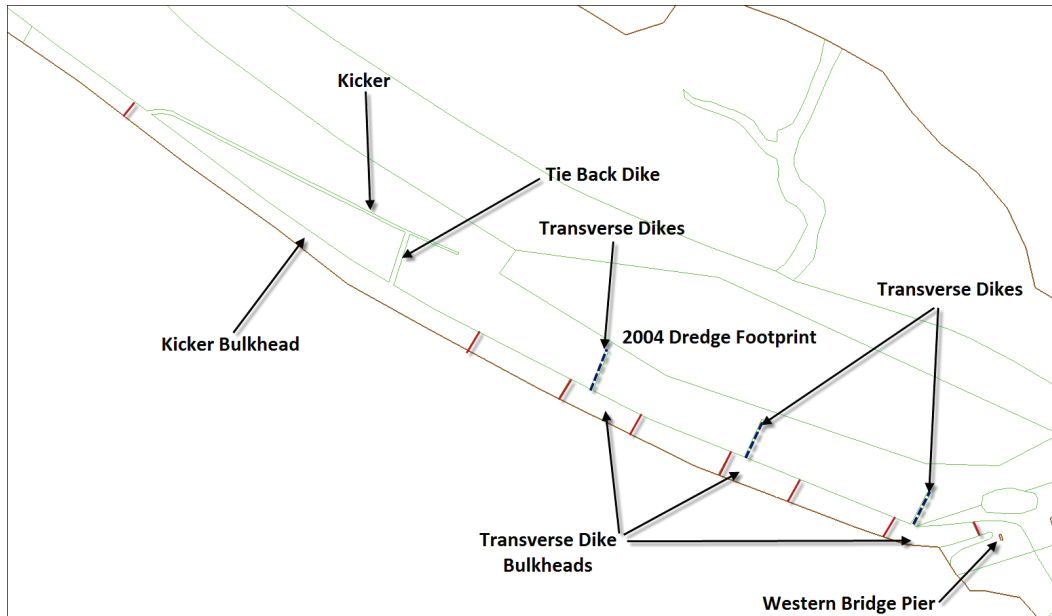 Kicker
Tie Back Dike
Transverse Dikes
Transverse Dikes
2004 Dredge Footprint
Kicker Bulkhead
Transverse Dike
Bulkheads
Western Bridge Pier